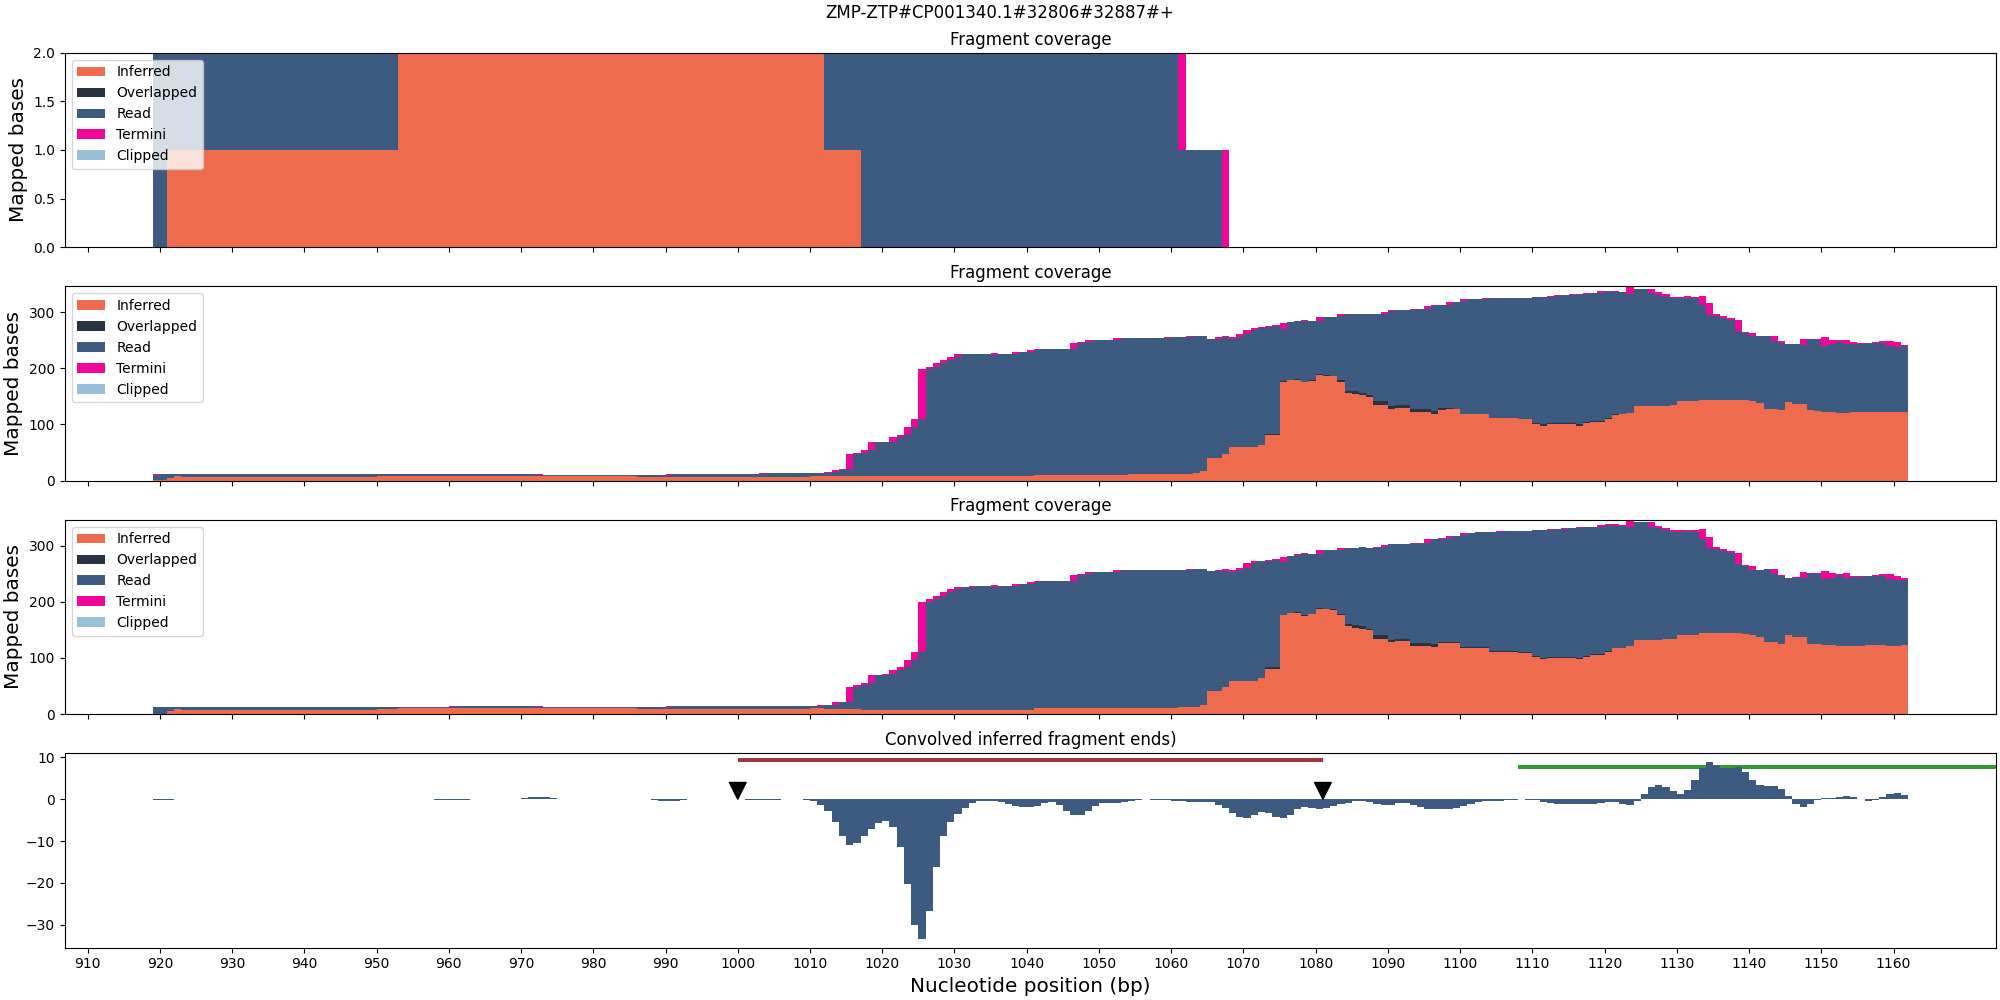 ZMP-ZTP#CP001340.1#32806#32887#+
Fragment coverage
Mapped bases
2.0
1.5
1.0
0.5
0.0
Inferred
Overlapped
Read
Termini
Clipped
Fragment coverage
Mapped bases
300
200
100
0
Inferred
Overlapped
Read
Termini
Clipped
Fragment coverage
Mapped bases
300
200
100
0
Inferred
Overlapped
Read
Termini
Clipped
Convolved inferred fragment ends)
10
0
−10
−20
−30
910 920 930 940 950 960 970 980 990 1000 1010 1020 1030 1040 1050 1060 1070 1080 1090 1100 1110 1120 1130 1140 1150 1160
Nucleotide position (bp)